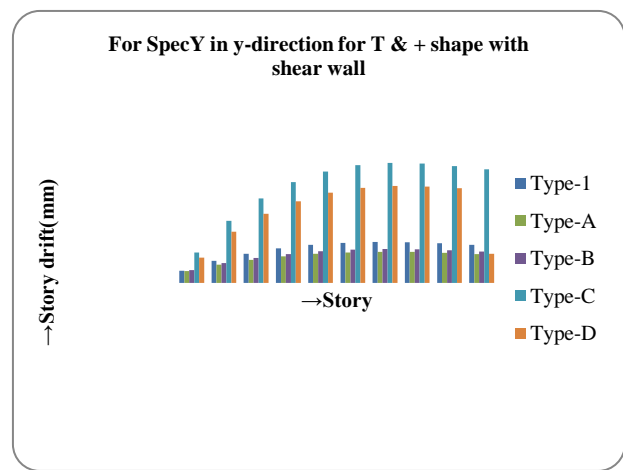 For SpecY in y-direction for T & + shape with
shear wall
→Story drift(mm)
→Story
Type-1
Type-A
Type-B
Type-C
Type-D